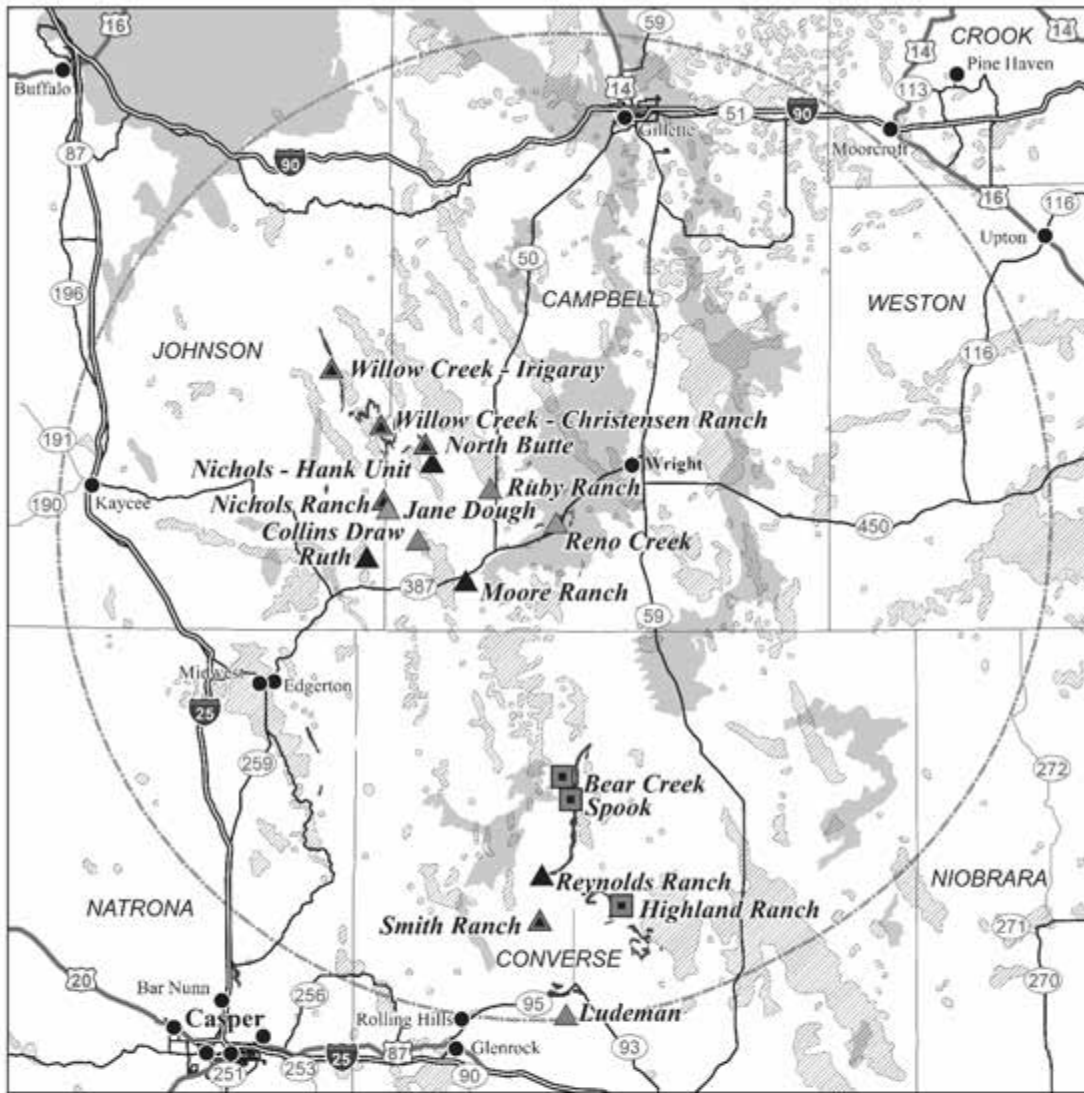 16
59
14
CROOK
Pine Haven
Buffalo
14
113
Gillette
51
90
Moorcroft
87
90
16
116
Upton
50
CAMPBELL
WESTON
196
JOHNSON
116
Willow Creek - Irigaray
Willow Creek - Christensen Ranch
191
North Butte
Nichols - Hank Unit
Wright
Kaycee
Ruby Ranch
190
Nichols Ranch
Jane Dough
450
Collins Draw
Reno Creek
Ruth
387
Moore Ranch
59
Midwest
Edgerton
25
259
272
Bear Creek
Spook
Reynolds Ranch
NIOBRARA
NATRONA
Highland Ranch
Smith Ranch
271
CONVERSE
20
270
Bar Nunn
256
95
Casper
Rolling Hills
Ludeman
25
87
Glenrock
93
251
253
90